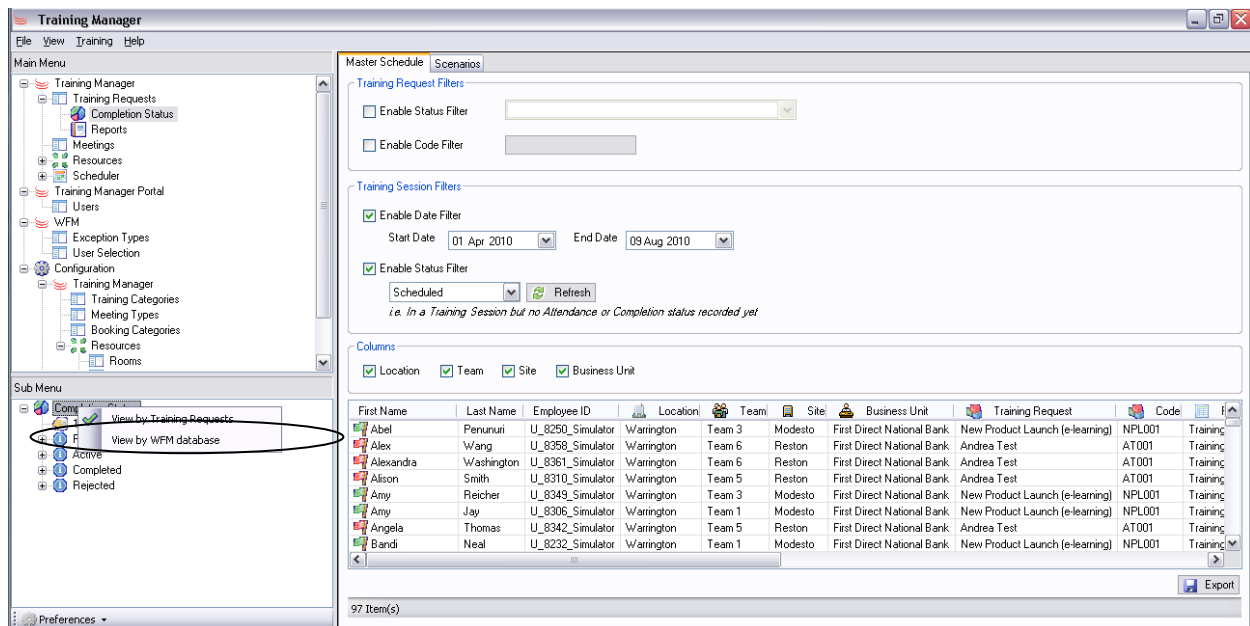 Training Manager
File View Training Help
Main Menu
Training Manager
Training Requests
Completion Status
Reports
Meetings
Resources
Scheduler
Training Manager Portal
Users
WFM
Exception Types
User Selection
Configuration
Training Manager
Training Categories
Meeting Types
Booking Categories
Resources
Rooms
Sub Menu
View by Training Requests
View by WFM database
Active
Completed
Rejected
Preferences
Master Schedule Scenarios
Training Request Filters
Enable Status Filter
Enable Code Filter
Training Session Filters
Enable Date Filter
Start Date 01 Apr 2010 End Date 09 Aug 2010
Enable Status Filter
Scheduled Refresh
i.e. In a Training Session but no Attendance or Completion status recorded yet
Columns
Location Team Site Business Unit
First Name Last Name Employee ID Location Team Site Business Unit Training Request Code
Abel Penunuri U_8250_Simulator Warrington Team 3 Modesto First Direct National Bank New Product Launch (e-learning) NPL001 Training
Alex Wang U_8358_Simulator Warrington Team 6 Reston First Direct National Bank Andrea Test AT001 Training
Alexandra Washington U_8361_Simulator Warrington Team 6 Reston First Direct National Bank Andrea Test AT001 Training
Alison Smith U_8310_Simulator Warrington Team 5 Reston First Direct National Bank Andrea Test AT001 Training
Amy Reicher U_8349_Simulator Warrington Team 3 Modesto First Direct National Bank New Product Launch (e-learning) NPL001 Training
Amy Jay U_8306_Simulator Warrington Team 1 Modesto First Direct National Bank New Product Launch (e-learning) NPL001 Training
Angela Thomas U_8342_Simulator Warrington Team 5 Reston First Direct National Bank Andrea Test AT001 Training
Bandi Neal U_8232_Simulator Warrington Team 1 Modesto First Direct National Bank New Product Launch (e-learning) NPL001 Training
Export
97 Item(s)